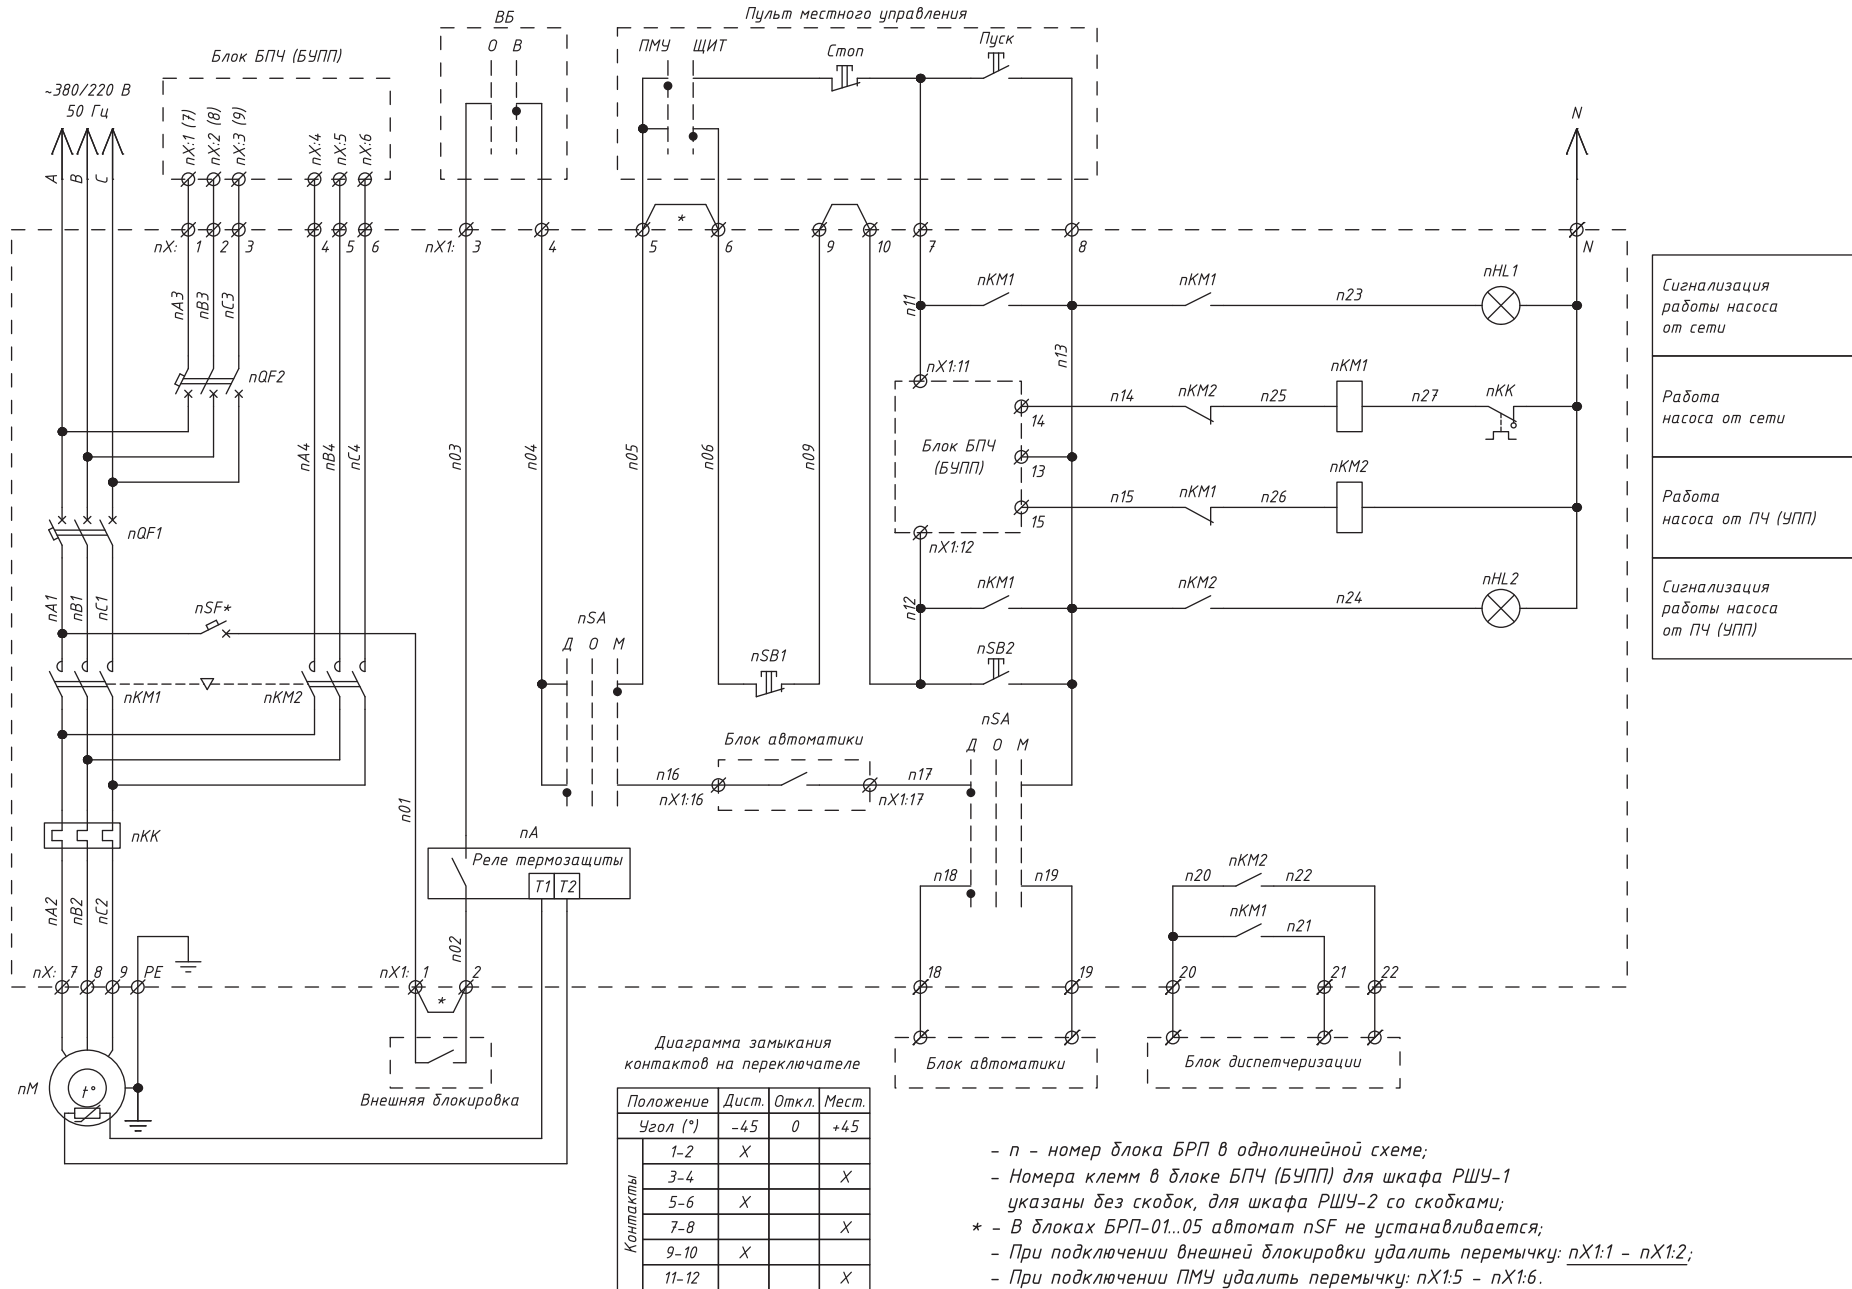 Пульт местного управления
ВБ
О В
ПМУ ЩИТ
Стоп
Пуск
Блок БПЧ (БУПП)
~380/220 В
50 Гц
А
В
С
пХ:1 (7)
пХ:2 (8)
пХ:3 (9)
пХ:4
пХ:5
пХ:6
N
*
пХ: 1 2 3 4 5 6
пХ1: 3 4 5 6 9 10 7 8 N
пА3
пВ3
пС3
п11
пКМ1
пКМ1
п23
пHL1
Сигнализация
работы насоса
от сети
п13
пQF2
пХ1:11
14
п14
пКМ2
п25
пКМ1
п27
пКК
Работа
насоса от сети
пА4
пВ4
пС4
п03
п04
п05
п06
п09
Блок БПЧ
(БУПП)
13
15
п15
пКМ1
п26
пКМ2
Работа
насоса от ПЧ (УПП)
пQF1
пХ1:12
пА1
пВ1
пС1
пSF*
п12
пКМ1
пКМ2
п24
пHL2
Сигнализация
работы насоса
от ПЧ (УПП)
пSA
Д О М
пSB1
пSB2
пКМ1
пКМ2
пSA
Д О М
Блок автоматики
п16
пХ1:16
п17
пХ1:17
п01
пКК
пА
Реле термозащиты
Т1 Т2
п18
п19
пКМ2
п20
п22
пКМ1
п21
пА2
пВ2
пС2
п02
пХ: 7 8 9 РЕ
пХ1: 1 2
18
19
20
21
22
*
пМ
t°
Внешняя блокировка
Блок автоматики
Блок диспетчеризации
Диаграмма замыкания
контактов на переключателе
Положение Дист. Откл. Мест.
Угол (°) -45 0 +45
Контакты
1-2 Х
3-4 Х
5-6 Х
7-8 Х
9-10 Х
11-12 Х
- п - номер блока БРП в однолинейной схеме;
- Номера клемм в блоке БПЧ (БУПП) для шкафа РШУ-1
указаны без скобок, для шкафа РШУ-2 со скобками;
* - В блоках БРП-01...05 автомат пSF не устанавливается;
- При подключении внешней блокировки удалить перемычку: пХ1:1 - пХ1:2;
- При подключении ПМУ удалить перемычку: пХ1:5 - пХ1:6.